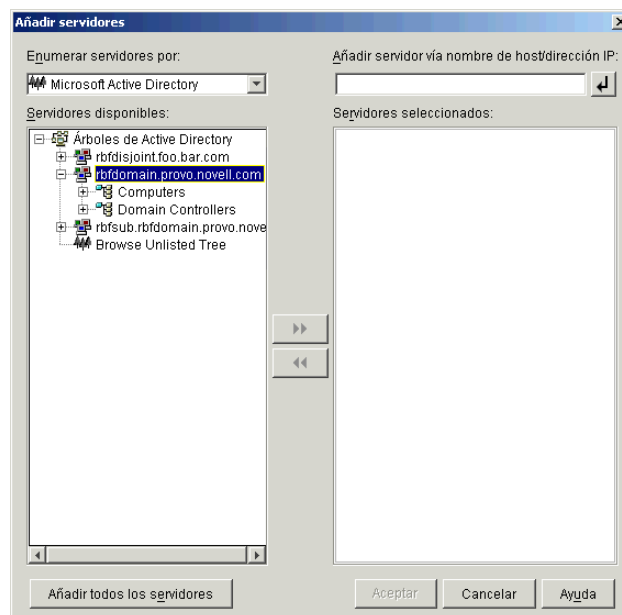 Añadir servidores
Enumerar servidores por:
Microsoft Active Directory
Añadir servidor vía nombre de host/dirección IP:
Servidores disponibles:
Servidores seleccionados:
Árboles de Active Directory
rbfdisjoint.foo.bar.com
rbfdomain.provo.novell.com
Computers
Domain Controllers
rbfsub.rbfdomain.provo.nove
Browse Unlisted Tree
Añadir todos los servidores
Aceptar
Cancelar
Ayuda